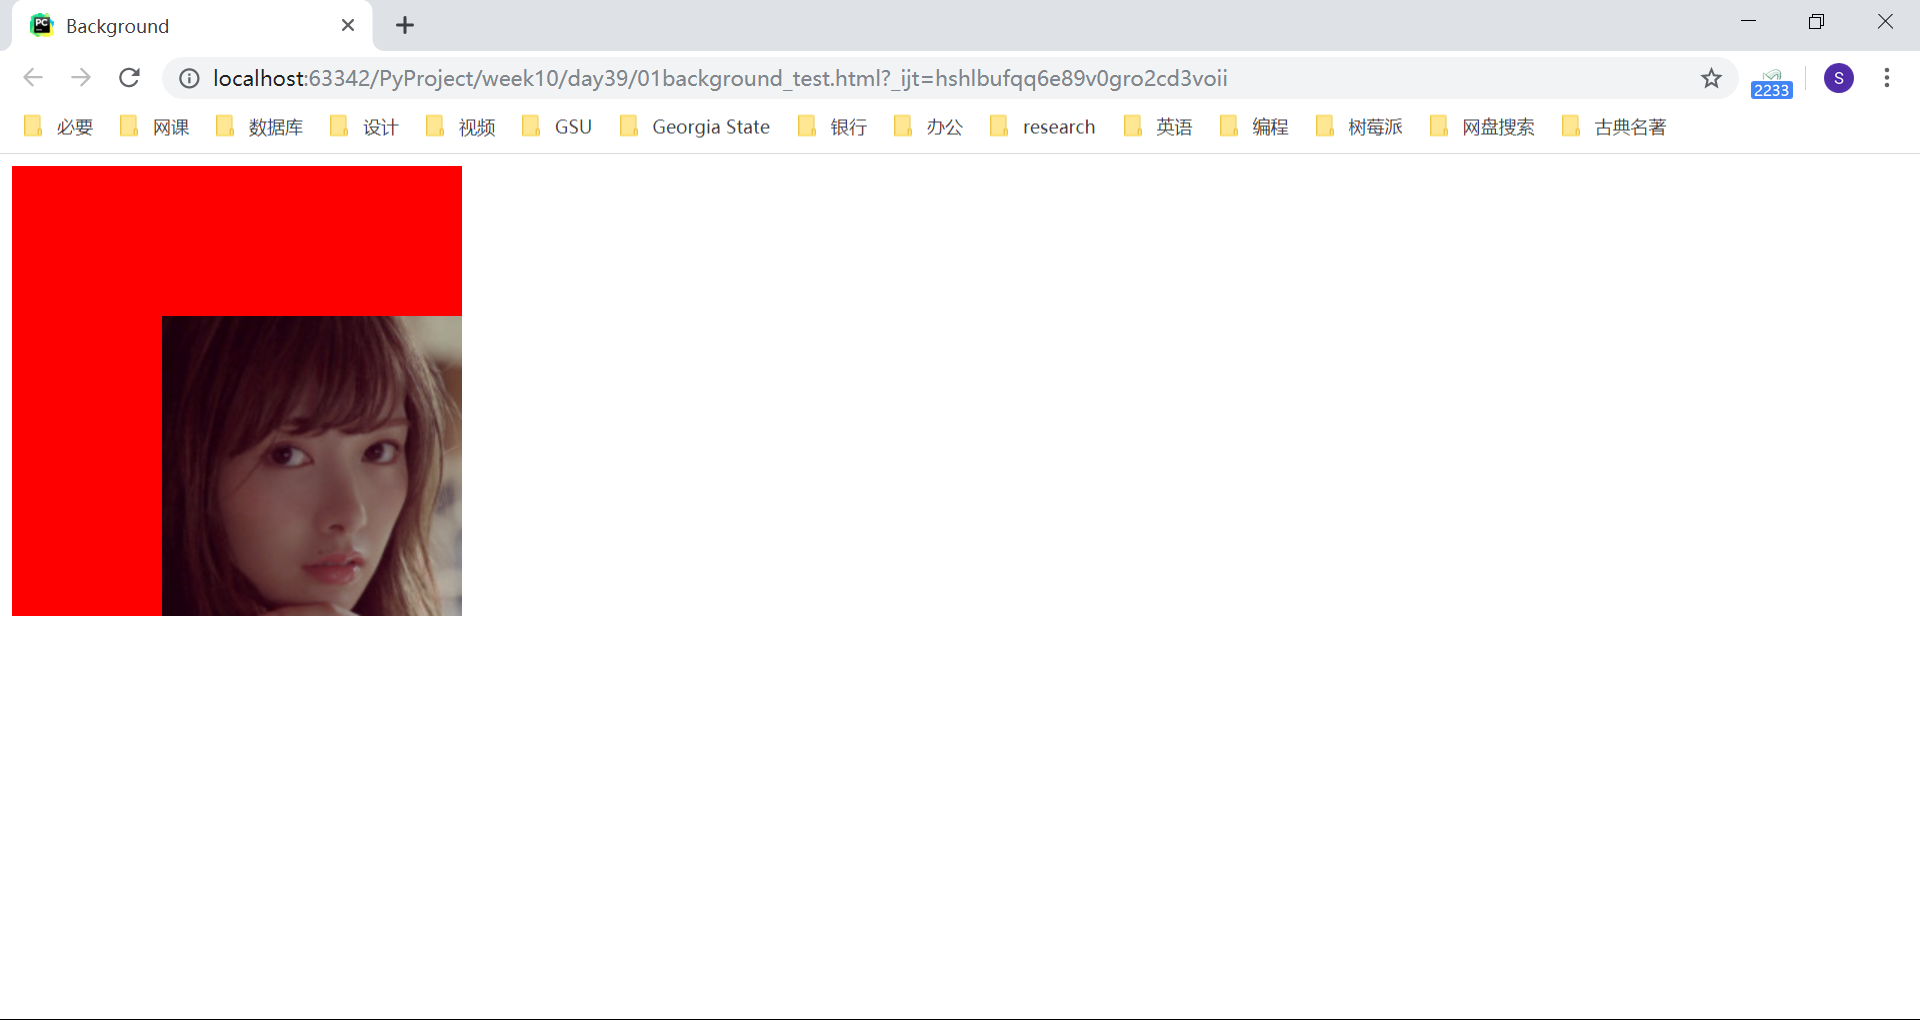 PC Background
localhost:63342/PyProject/week10/day39/01background_test.html?_ijt=hshlbufqq6e89v0gro2cd3voii 2233 S
必要 网课 数据库 设计 视频 GSU Georgia State 银行 办公 research 英语 编程 树莓派 网盘搜索 古典名著